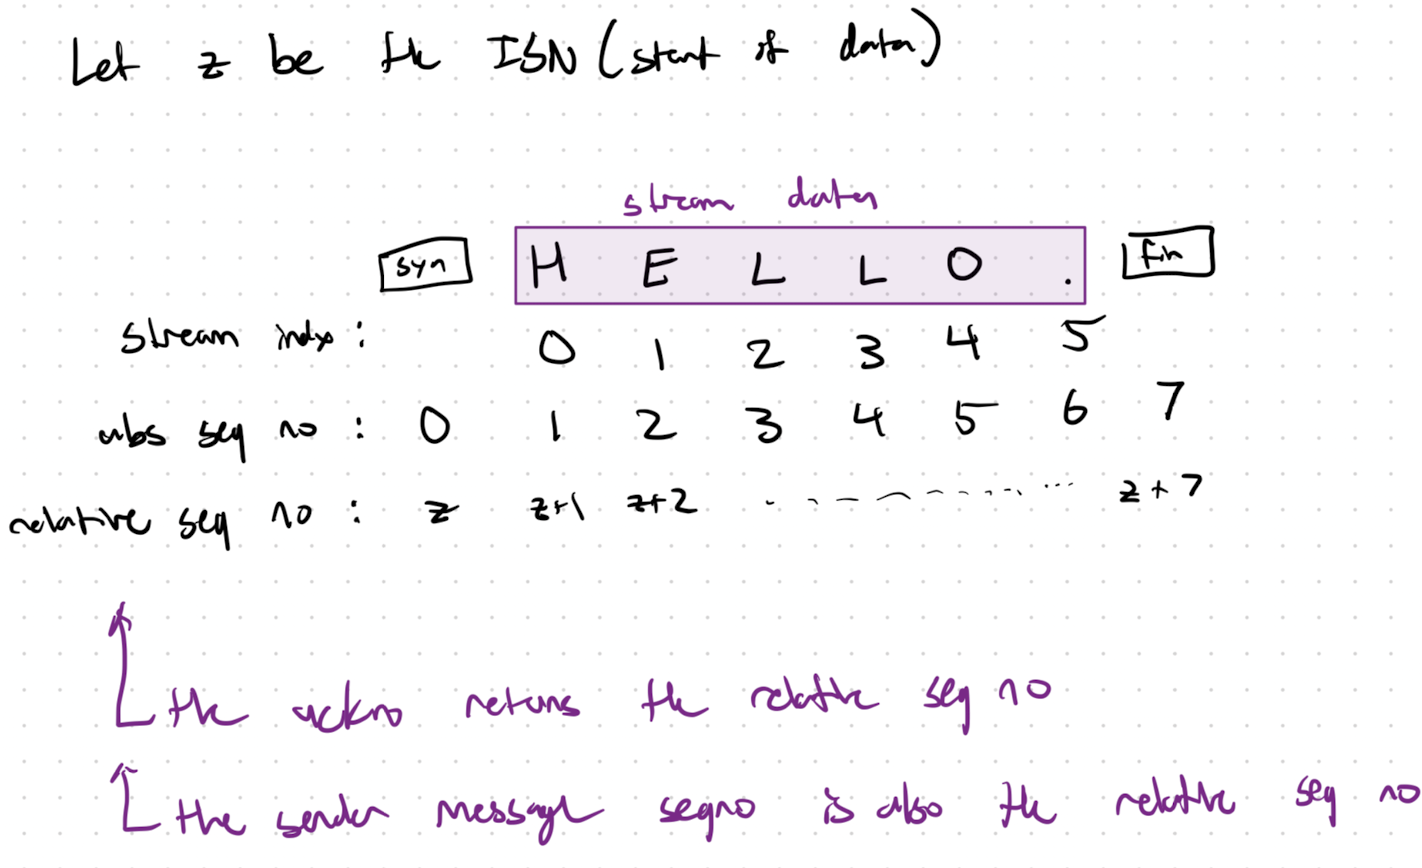 Let z be the ISN (start of data)
stream data
syn H E L L O . fin
stream indx : 0 1 2 3 4 5
abs seq no : 0 1 2 3 4 5 6 7
relative seq no : z z+1 z+2 . - - - - - - ... z+7
the ackno returns the relative seq no
the sender message seqno is also the relative seq no